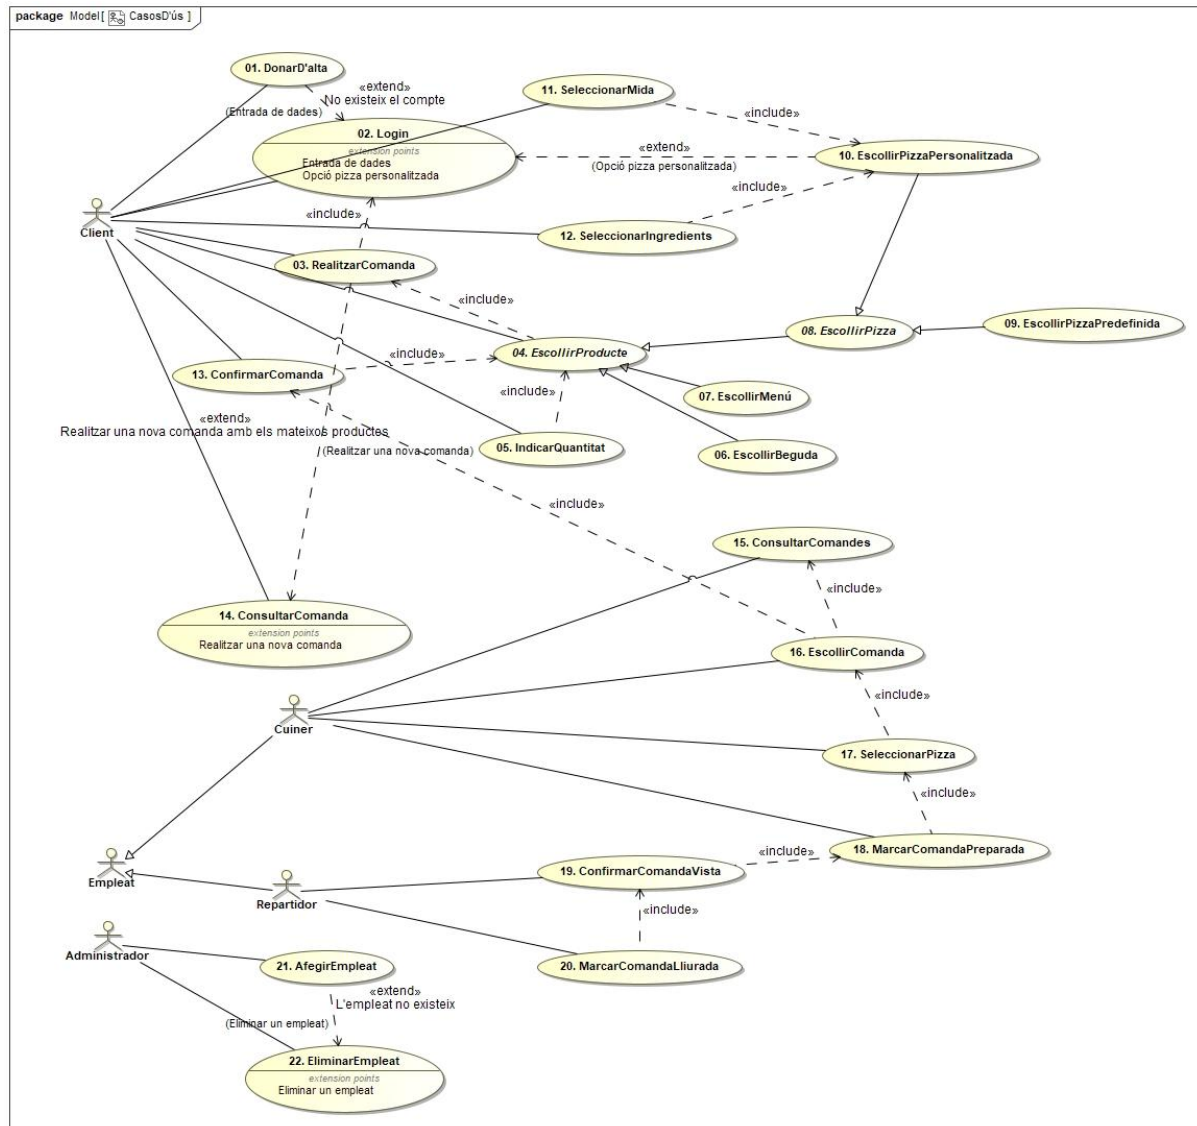 package Model[ CasosD'ús ]
01. DonarD'alta
«extend»
No existeix el compte
(Entrada de dades)
11. SeleccionarMida
«include»
02. Login
extension points
Entrada de dades
Opció pizza personalitzada
«extend»
(Opció pizza personalitzada)
10. EscollirPizzaPersonalitzada
«include»
«include»
Client
12. SeleccionarIngredients
03. RealitzarComanda
«include»
08. EscollirPizza
09. EscollirPizzaPredefinida
04. EscollirProducte
«include»
13. ConfirmarComanda
«include»
07. EscollirMenú
«extend»
Realitzar una nova comanda amb els mateixos productes
(Realitzar una nova comanda)
05. IndicarQuantitat
06. EscollirBeguda
«include»
15. ConsultarComandes
«include»
14. ConsultarComanda
extension points
Realitzar una nova comanda
16. EscollirComanda
«include»
Cuiner
17. SeleccionarPizza
«include»
18. MarcarComandaPreparada
«include»
19. ConfirmarComandaVista
Empleat
Repartidor
«include»
Administrador
21. AfegirEmpleat
20. MarcarComandaLliurada
«extend»
L'empleat no existeix
(Eliminar un empleat)
22. EliminarEmpleat
extension points
Eliminar un empleat